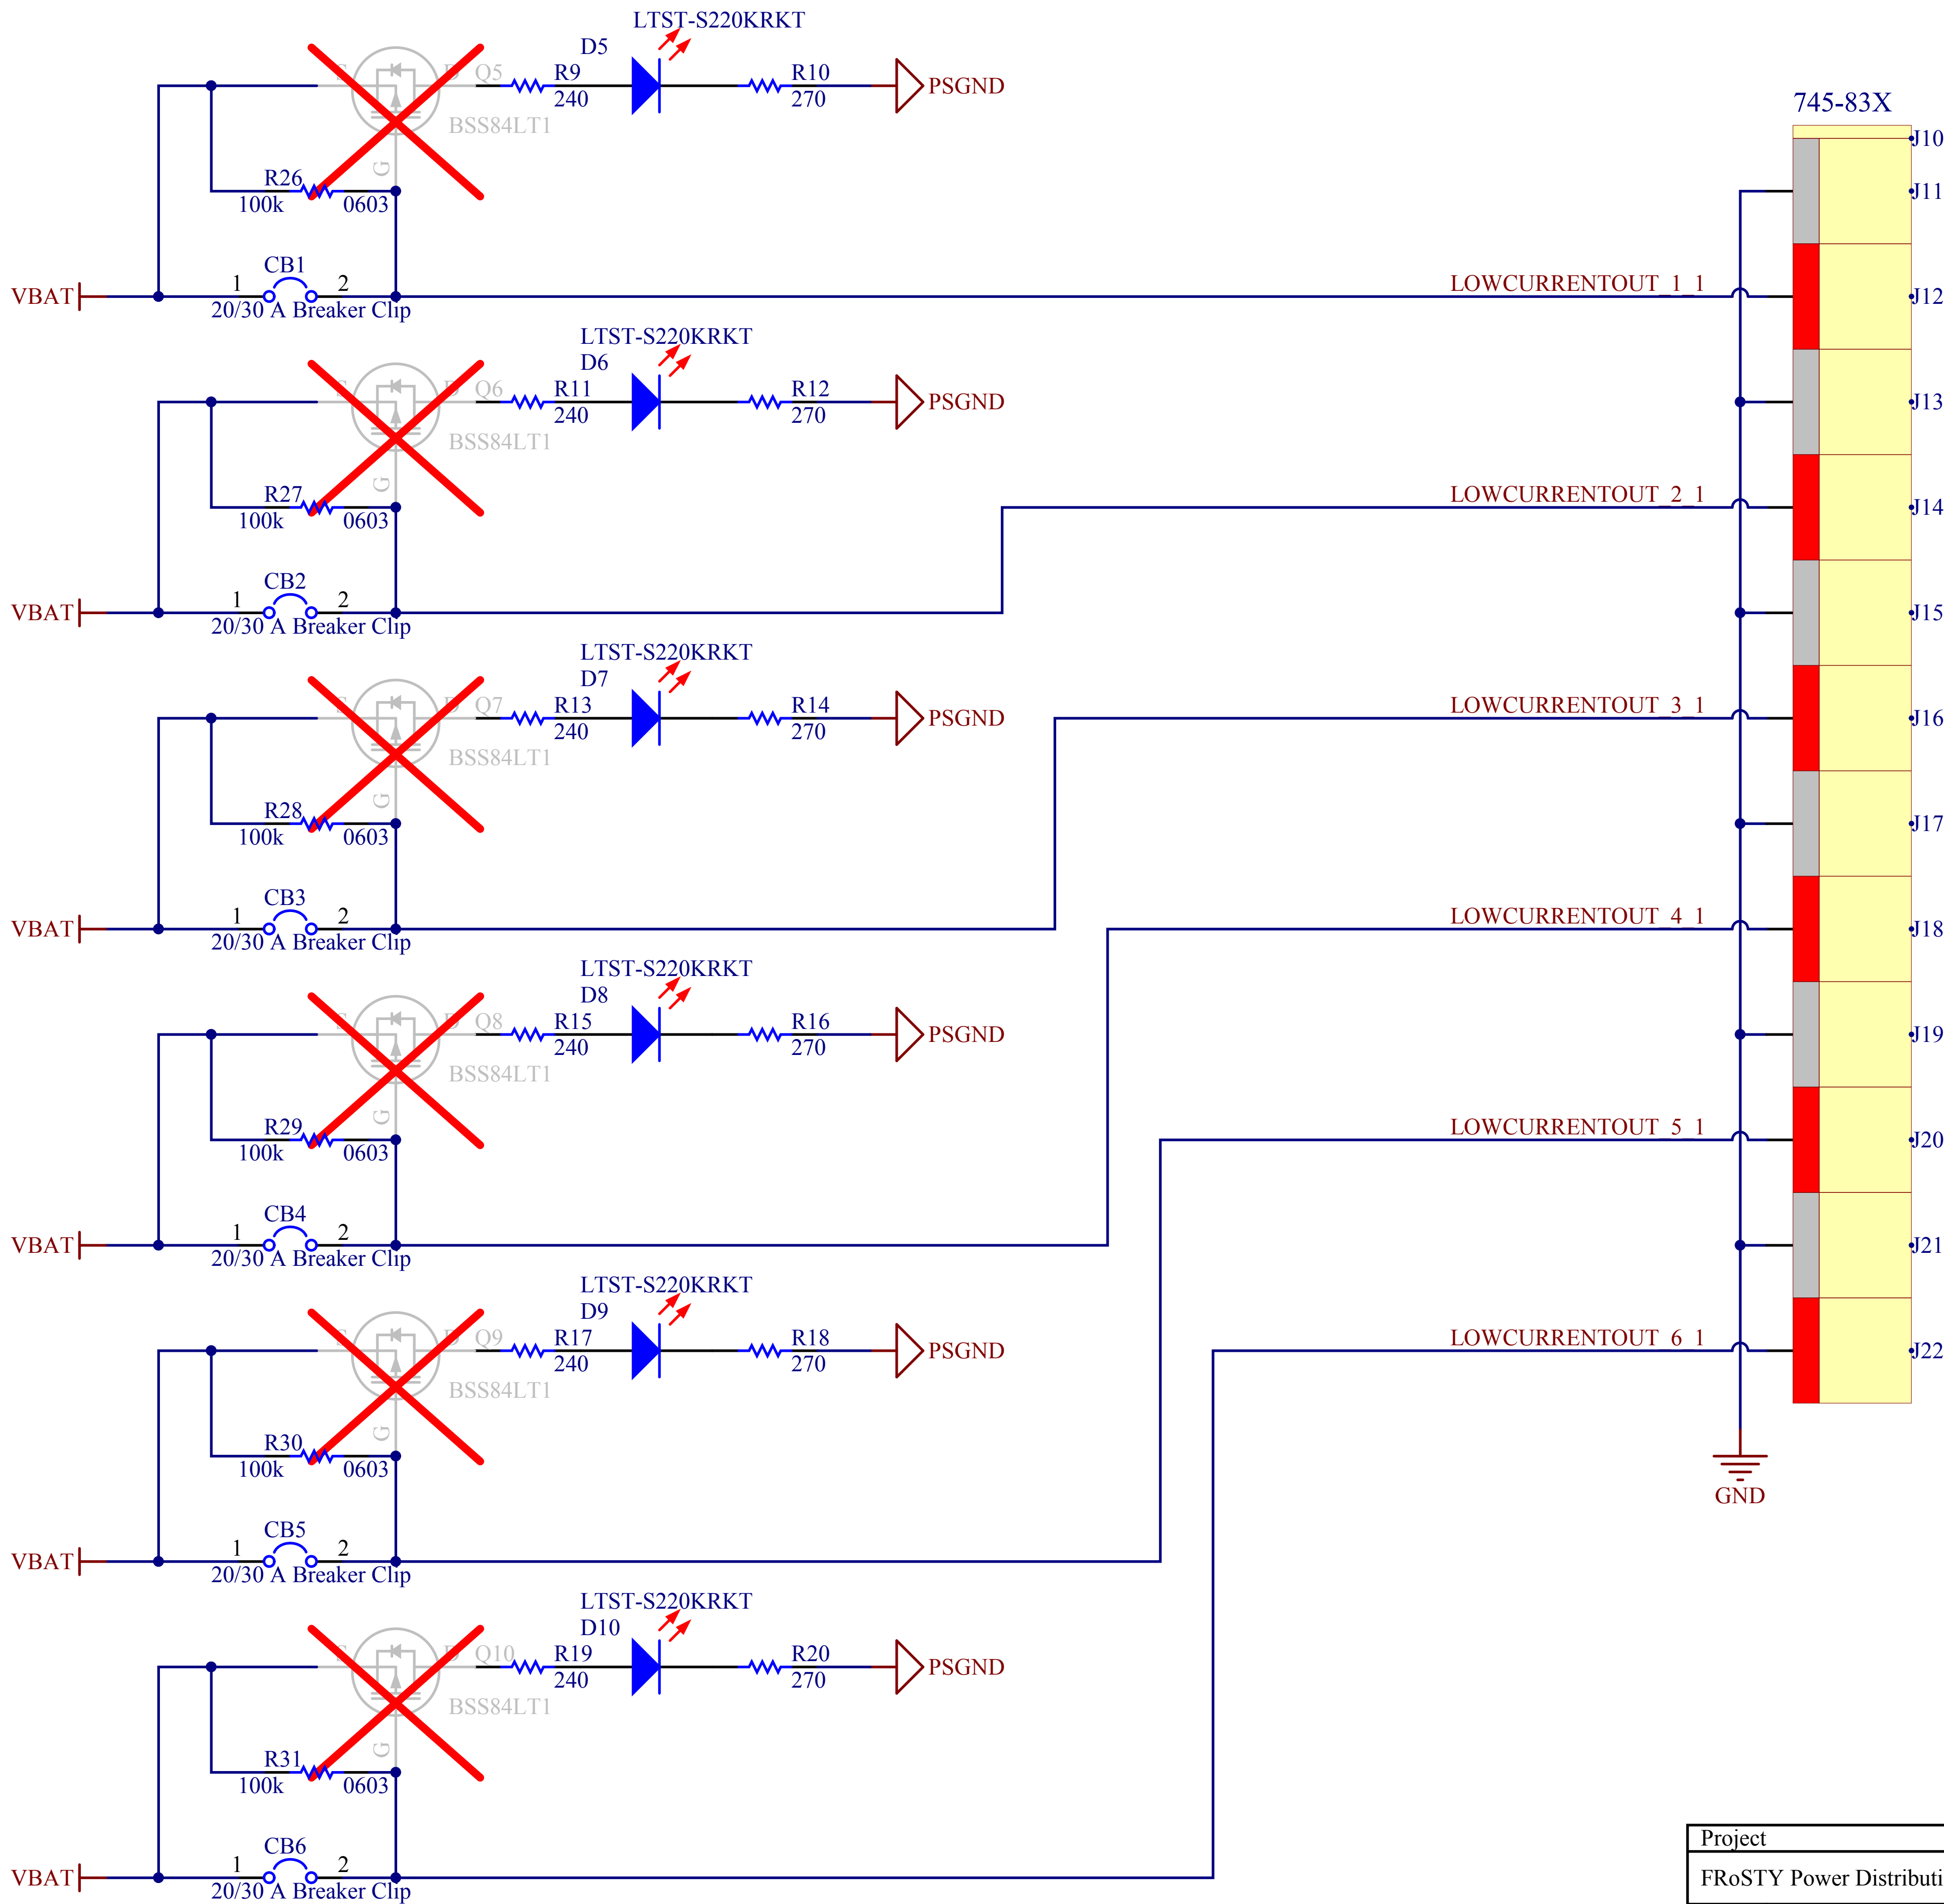 LTST-S220KRKT
D5
S
D
Q5
R9
240
R10
270
PSGND
BSS84LT1
G
R26
100k
0603
CB1
1
2
VBAT
20/30 A Breaker Clip
LOWCURRENTOUT_1_1
LTST-S220KRKT
D6
S
D
Q6
R11
240
R12
270
PSGND
BSS84LT1
G
R27
100k
0603
CB2
1
2
VBAT
20/30 A Breaker Clip
LOWCURRENTOUT_2_1
LTST-S220KRKT
D7
S
D
Q7
R13
240
R14
270
PSGND
BSS84LT1
G
R28
100k
0603
CB3
1
2
VBAT
20/30 A Breaker Clip
LOWCURRENTOUT_3_1
LTST-S220KRKT
D8
S
D
Q8
R15
240
R16
270
PSGND
BSS84LT1
G
R29
100k
0603
CB4
1
2
VBAT
20/30 A Breaker Clip
LOWCURRENTOUT_4_1
LTST-S220KRKT
D9
S
D
Q9
R17
240
R18
270
PSGND
BSS84LT1
G
R30
100k
0603
CB5
1
2
VBAT
20/30 A Breaker Clip
LOWCURRENTOUT_5_1
LTST-S220KRKT
D10
S
D
Q10
R19
240
R20
270
PSGND
BSS84LT1
G
R31
100k
0603
CB6
1
2
VBAT
20/30 A Breaker Clip
LOWCURRENTOUT_6_1
745-83X
J10
J11
J12
J13
J14
J15
J16
J17
J18
J19
J20
J21
J22
GND
Project
FRoSTY Power Distributi